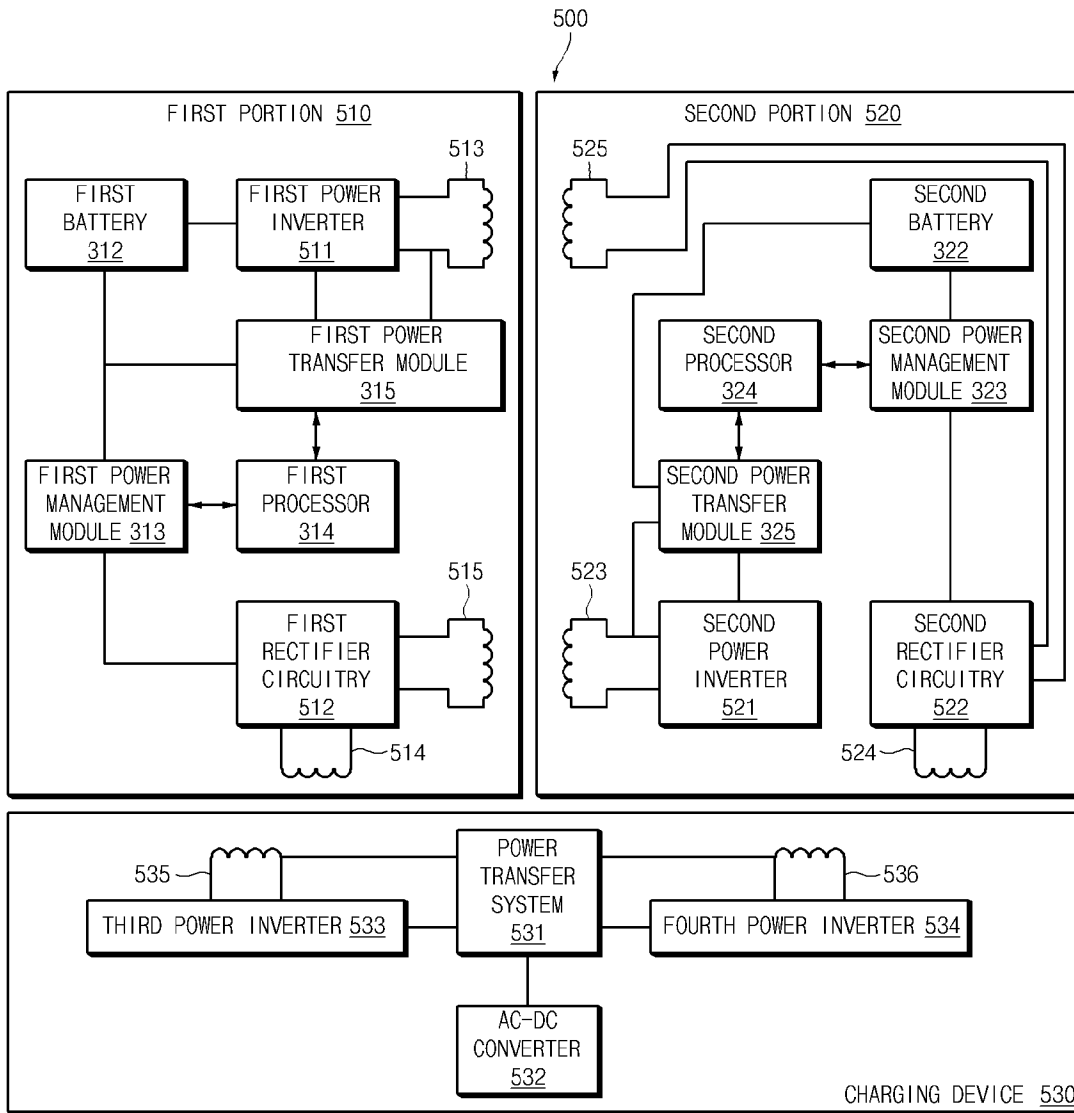 500
FIRST PORTION 510
SECOND PORTION 520
513
525
FIRST
BATTERY
312
FIRST POWER
INVERTER
511
SECOND
BATTERY
322
FIRST POWER
TRANSFER MODULE
315
SECOND
PROCESSOR
324
SECOND POWER
MANAGEMENT
MODULE 323
FIRST POWER
MANAGEMENT
MODULE 313
FIRST
PROCESSOR
314
SECOND POWER
TRANSFER
MODULE 325
515
523
FIRST
RECTIFIER
CIRCUITRY
512
SECOND
POWER
INVERTER
521
SECOND
RECTIFIER
CIRCUITRY
522
514
524
535
POWER
TRANSFER
SYSTEM
531
536
THIRD POWER INVERTER 533
FOURTH POWER INVERTER 534
AC-DC
CONVERTER
532
CHARGING DEVICE 530